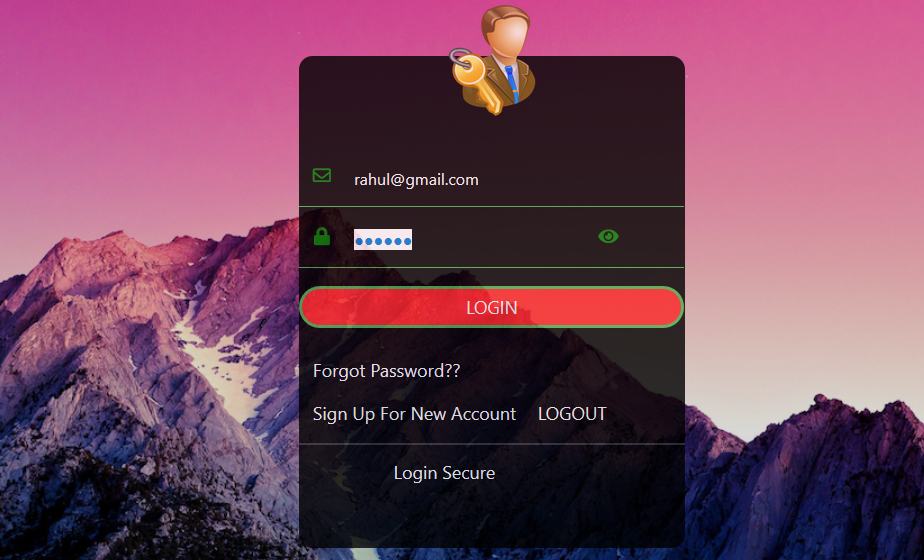 rahul@gmail.com
••••••
LOGIN
Forgot Password??
Sign Up For New Account LOGOUT
Login Secure